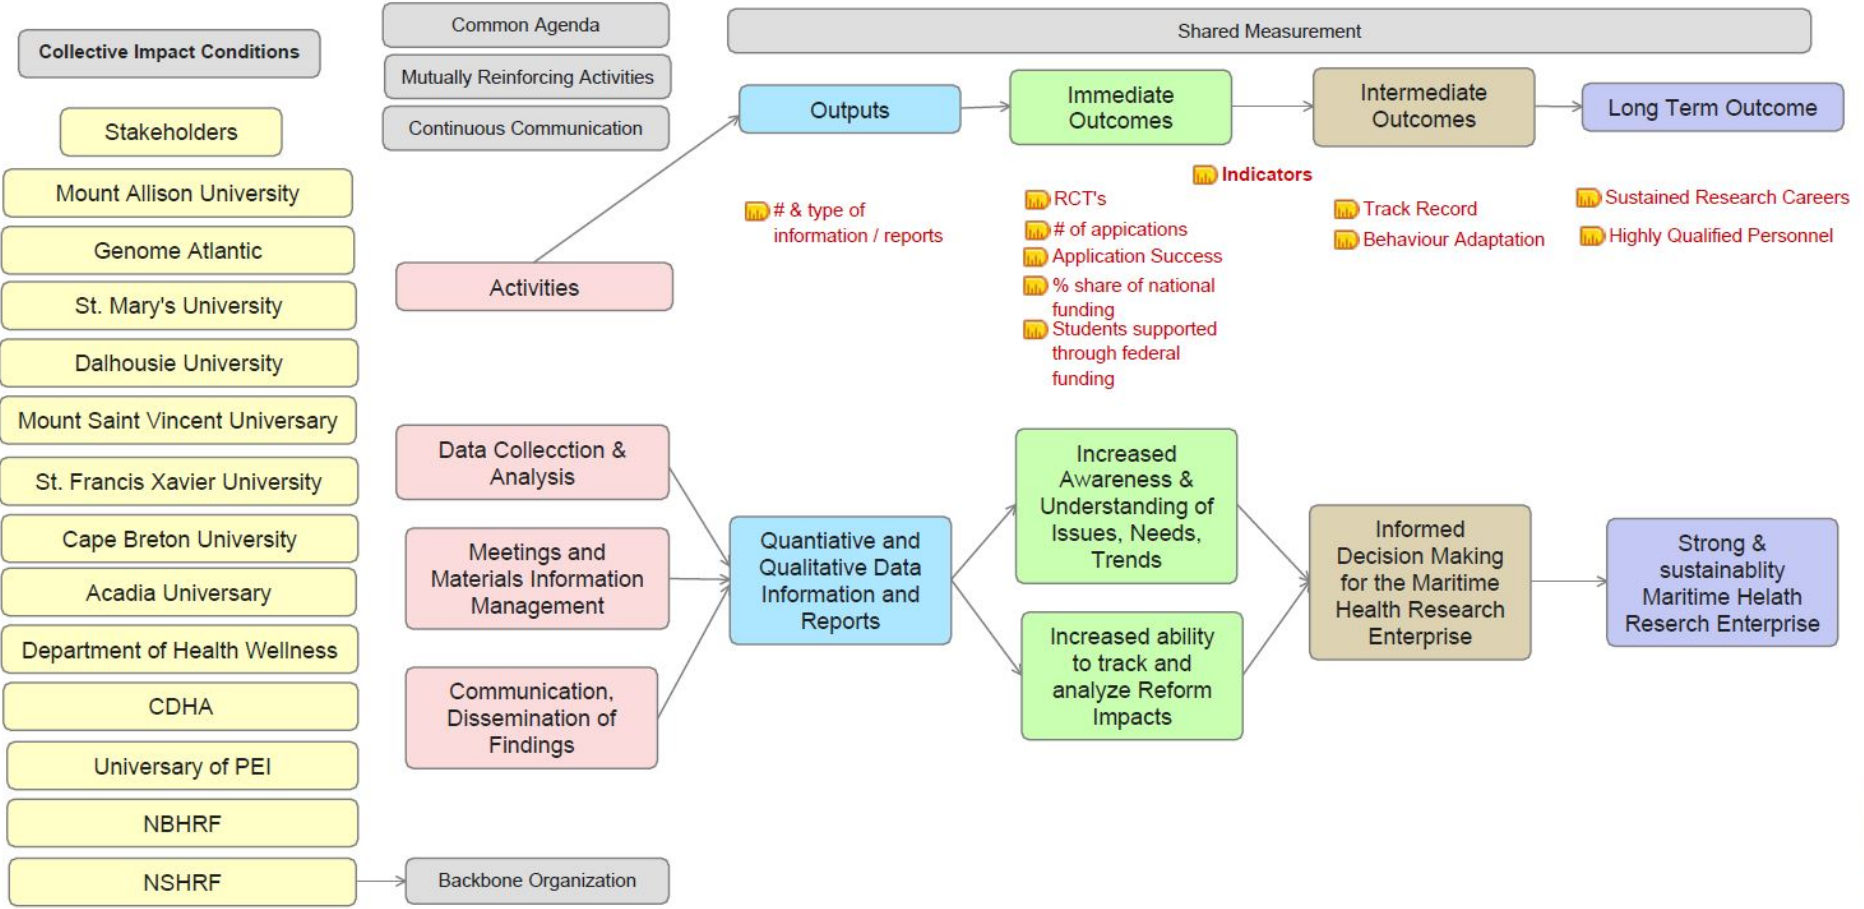 Collective Impact Conditions
Common Agenda
Mutually Reinforcing Activities
Continuous Communication
Shared Measurement
Stakeholders
Mount Allison University
Genome Atlantic
St. Mary's University
Dalhousie University
Mount Saint Vincent Universary
St. Francis Xavier University
Cape Breton University
Acadia Universary
Department of Health Wellness
CDHA
Universary of PEI
NBHRF
NSHRF
Backbone Organization
Activities
Data Collecction &
Analysis
Meetings and
Materials Information
Management
Communication,
Dissemination of
Findings
Outputs
# & type of
information / reports
Quantiative and
Qualitative Data
Information and
Reports
Immediate
Outcomes
Indicators
RCT's
# of appications
Application Success
% share of national
funding
Students supported
through federal
funding
Increased
Awareness &
Understanding of
Issues, Needs,
Trends
Increased ability
to track and
analyze Reform
Impacts
Intermediate
Outcomes
Track Record
Behaviour Adaptation
Informed
Decision Making
for the Maritime
Health Research
Enterprise
Long Term Outcome
Sustained Research Careers
Highly Qualified Personnel
Strong &
sustainablity
Maritime Helath
Reserch Enterprise